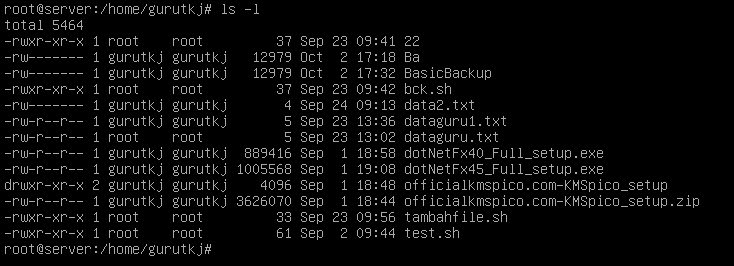 root@server:/home/gurutkj# ls -l
total 5464
-rwxr-xr-x 1 root    root         37 Sep 23 09:41 22
-rw------- 1 gurutkj gurutkj   12979 Oct  2 17:18 Ba
-rw------- 1 gurutkj gurutkj   12979 Oct  2 17:32 BasicBackup
-rwxr-xr-x 1 root    root         37 Sep 23 09:42 bck.sh
-rw------- 1 gurutkj gurutkj       4 Sep 24 09:13 data2.txt
-rw-r--r-- 1 gurutkj gurutkj       5 Sep 23 13:36 dataguru1.txt
-rw-r--r-- 1 root    root          5 Sep 23 13:02 dataguru.txt
-rw-r--r-- 1 gurutkj gurutkj  889416 Sep  1 18:58 dotNetFx40_Full_setup.exe
-rw-r--r-- 1 gurutkj gurutkj 1005568 Sep  1 19:08 dotNetFx45_Full_setup.exe
drwxr-xr-x 2 gurutkj gurutkj    4096 Sep  1 18:48 officialkmspico.com-KMSpico_setup
-rw-r--r-- 1 gurutkj gurutkj 3626070 Sep  1 18:44 officialkmspico.com-KMSpico_setup.zip
-rwxr-xr-x 1 root    root         33 Sep 23 09:56 tambahfile.sh
-rwxr-xr-x 1 root    root         61 Sep  2 09:44 test.sh
root@server:/home/gurutkj#